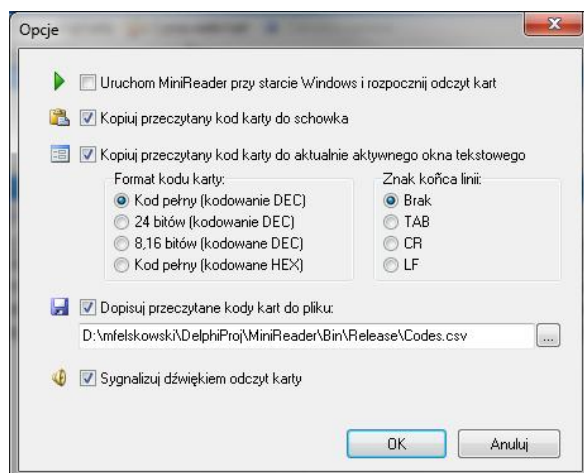 Opcje
Uruchom MiniReader przy starcie Windows i rozpocznij odczyt kart
Kopiuj przeczytany kod karty do schowka
Kopiuj przeczytany kod karty do aktualnie aktywnego okna tekstowego
Format kodu karty:
Kod pełny (kodowanie DEC)
24 bitów (kodowanie DEC)
8,16 bitów (kodowane DEC)
Kod pełny (kodowane HEX)
Znak końca linii:
Brak
TAB
CR
LF
Dopisuj przeczytane kody kart do pliku:
D:\mfelskowski\DelphiProj\MiniReader\Bin\Release\Codes.csv
...
Sygnalizuj dźwiękiem odczyt karty
OK
Anuluj